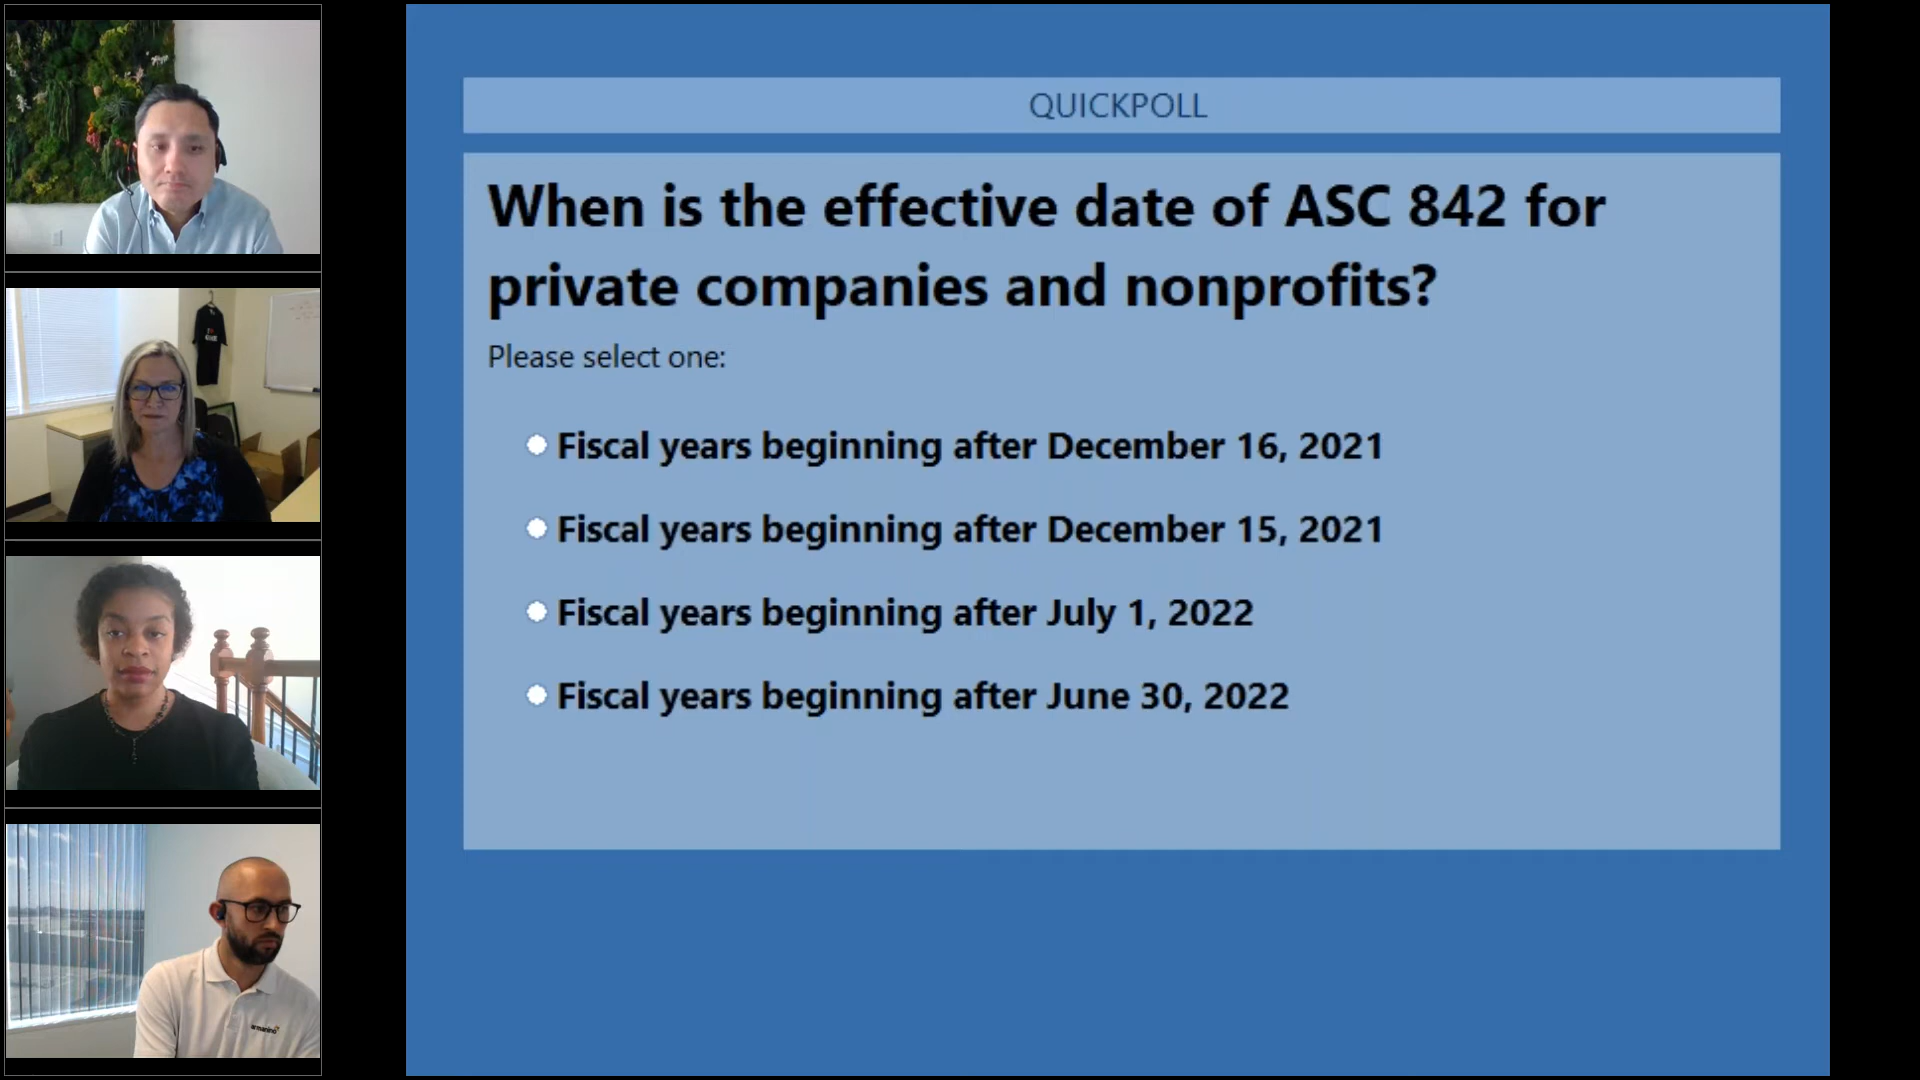 QUICKPOLL
When is the effective date of ASC 842 for
private companies and nonprofits?
Please select one:
Fiscal years beginning after December 16, 2021
Fiscal years beginning after December 15, 2021
Fiscal years beginning after July 1, 2022
Fiscal years beginning after June 30, 2022
armanino